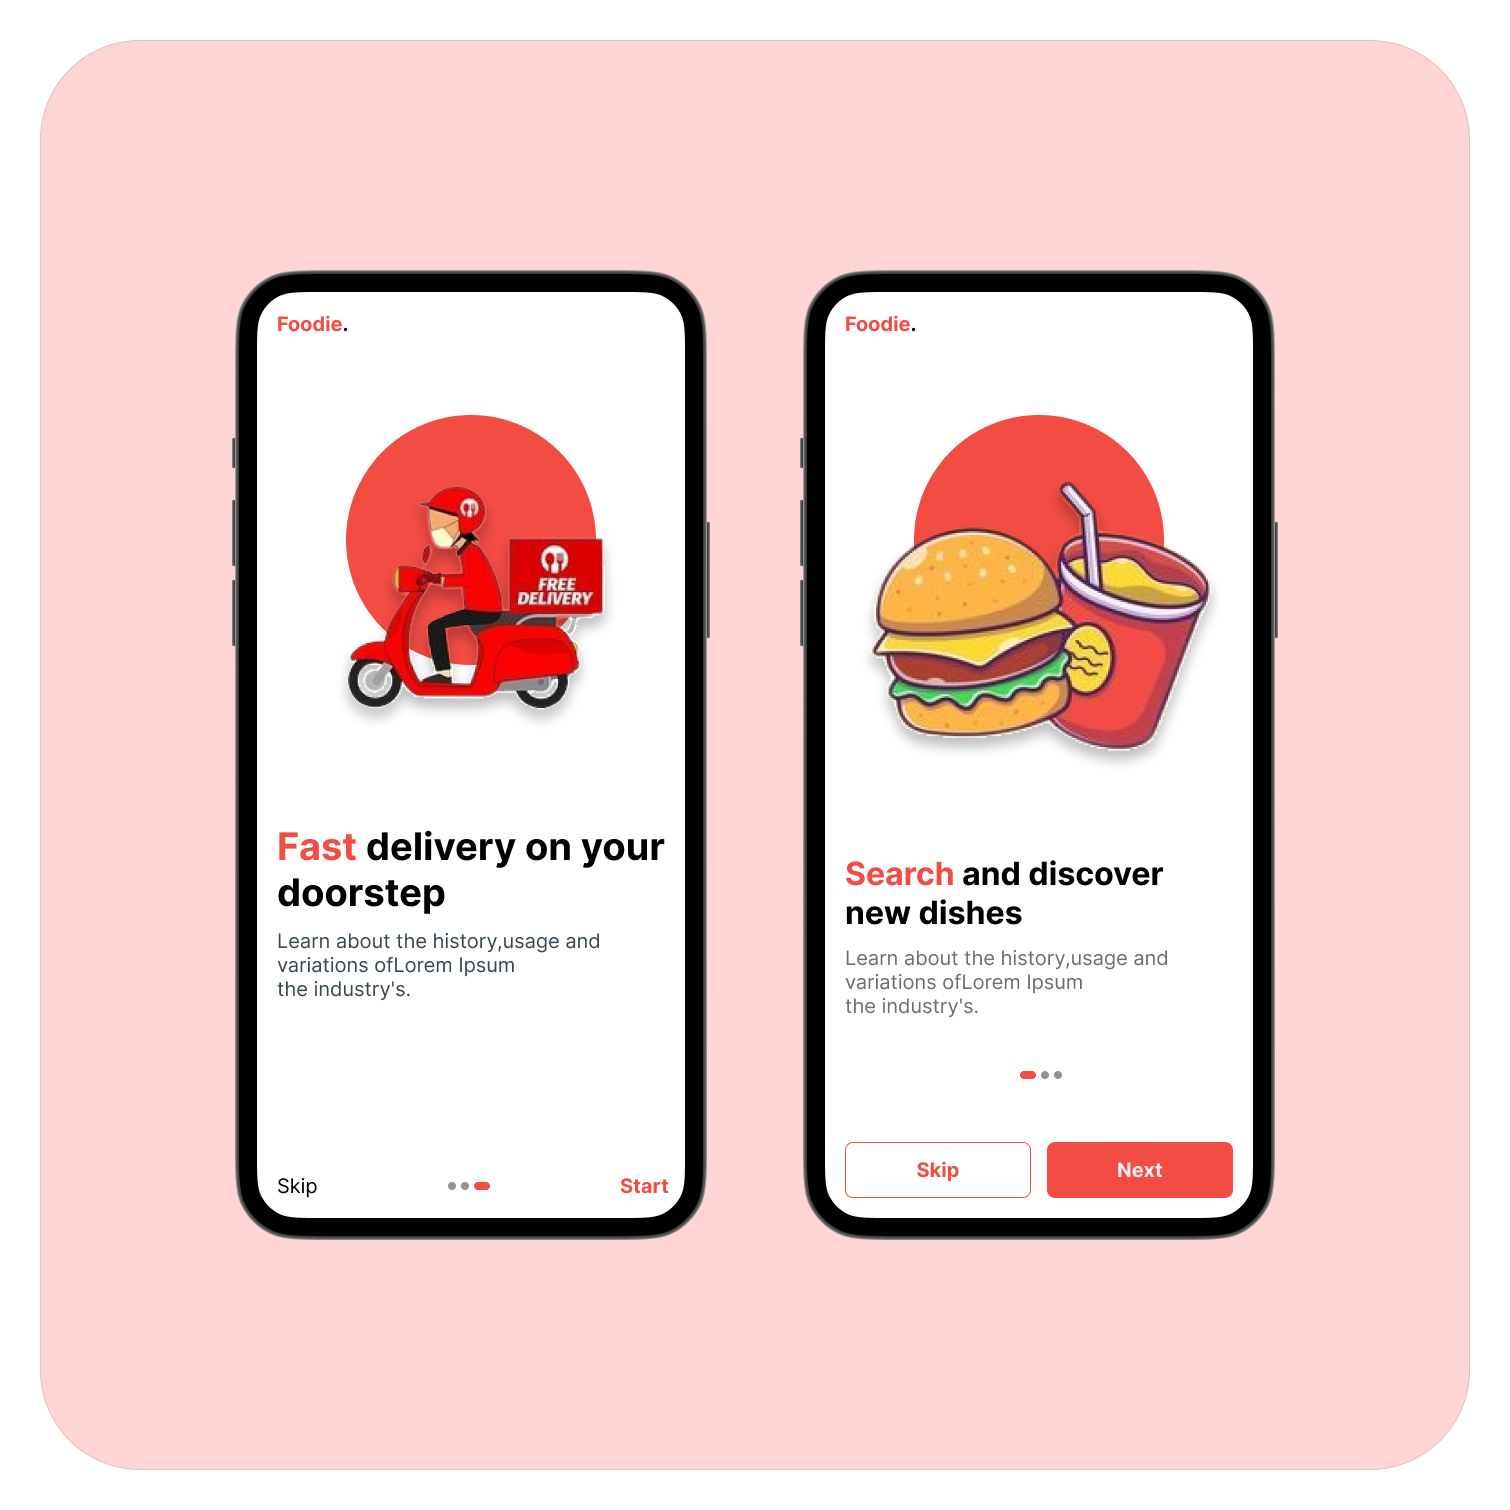 Foodie.
FREE
DELIVERY
Fast delivery on your
doorstep
Learn about the history,usage and
variations ofLorem Ipsum
the industry's.
Skip
Start
Foodie.
Search and discover
new dishes
Learn about the history,usage and
variations ofLorem Ipsum
the industry's.
Skip
Next